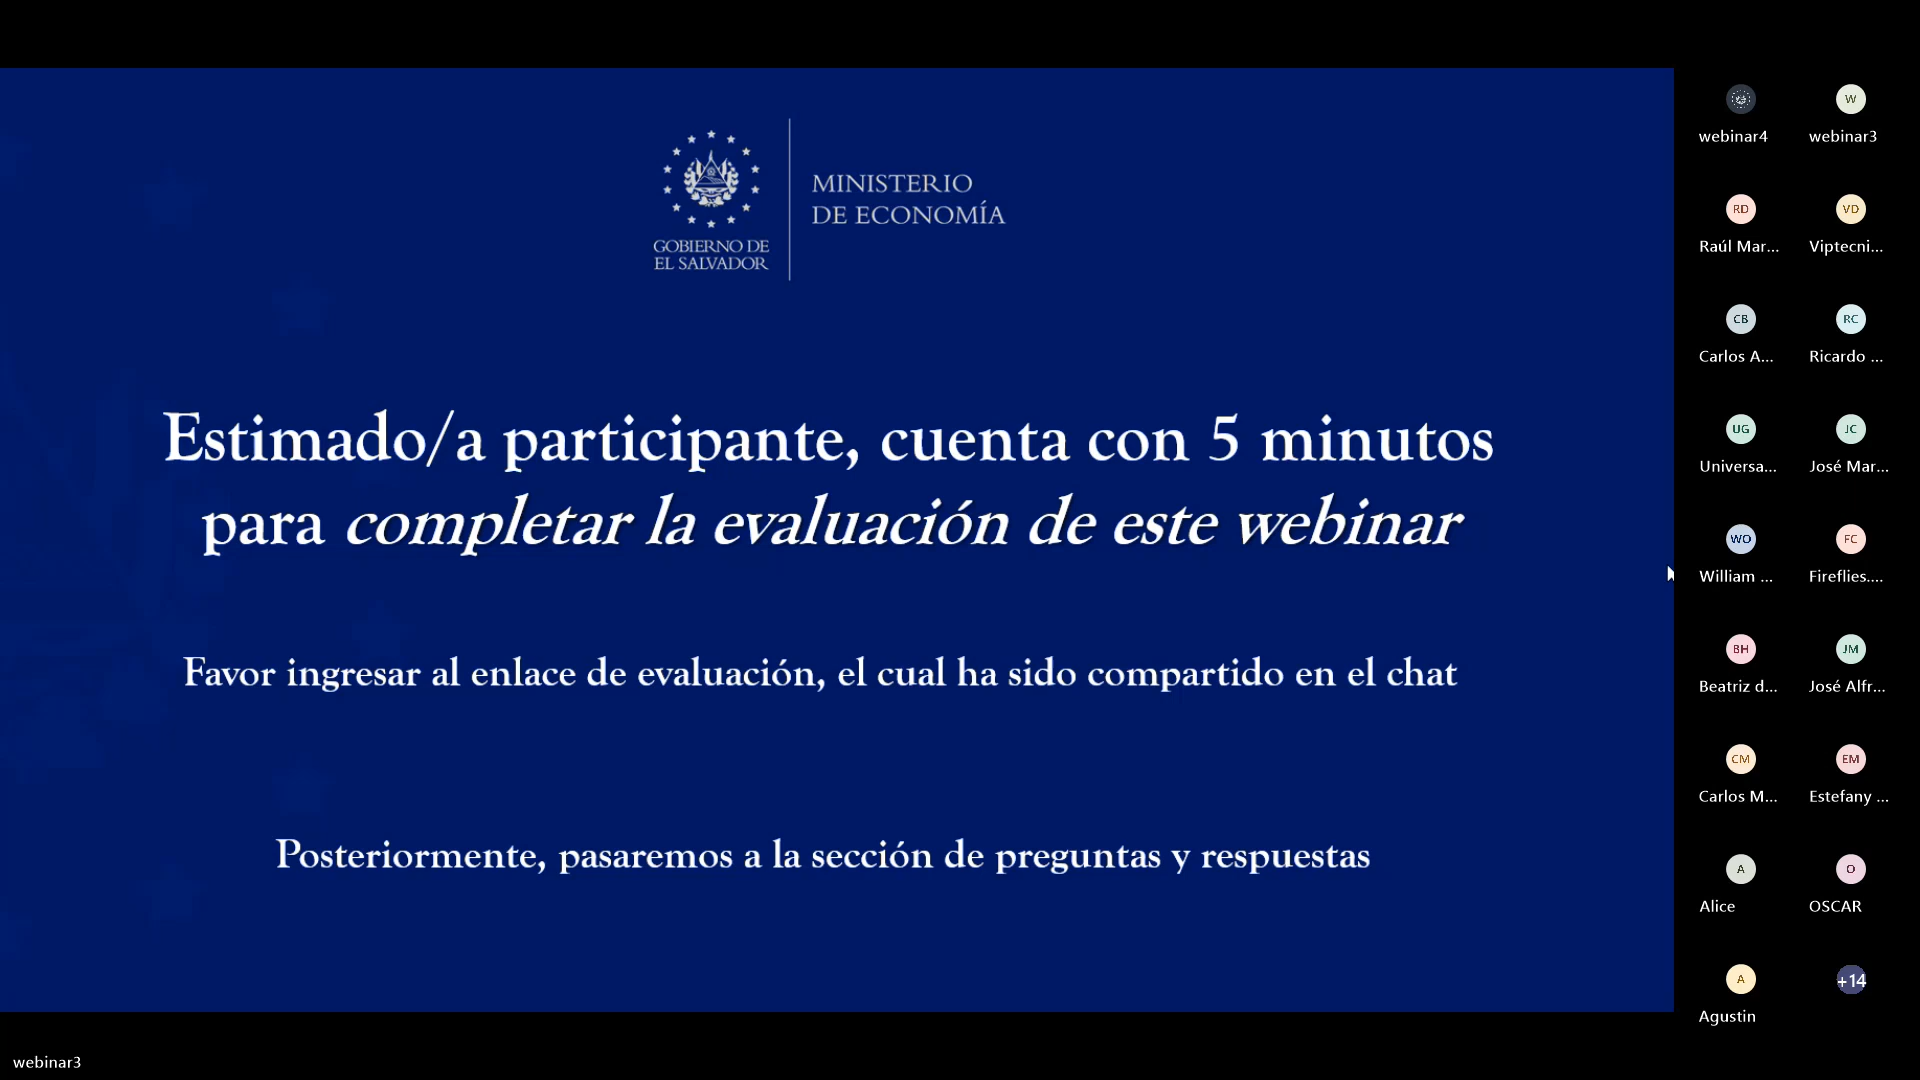 GOBIERNO DE
EL SALVADOR
MINISTERIO
DE ECONOMÍA
Estimado/a participante, cuenta con 5 minutos
para completar la evaluación de este webinar
Favor ingresar al enlace de evaluación, el cual ha sido compartido en el chat
Posteriormente, pasaremos a la sección de preguntas y respuestas
webinar4
W
webinar3
RD
Raúl Mar...
VD
Viptecni...
CB
Carlos A...
RC
Ricardo ...
UG
Universa...
JC
José Mar...
WO
William ...
FC
Fireflies....
BH
Beatriz d...
JM
José Alfr...
CM
Carlos M...
EM
Estefany ...
A
Alice
O
OSCAR
A
Agustin
+14
webinar3